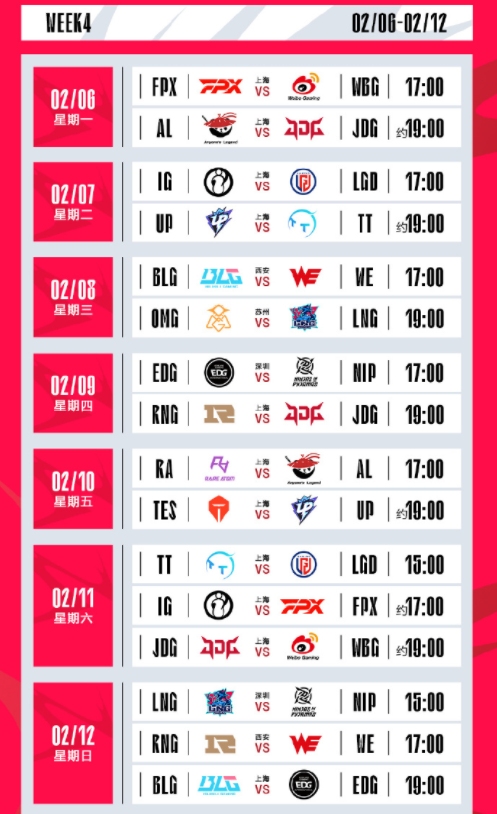 WEEK4 02/06-02/12
02/06
星期一
FPX FPX 上海 VS Weibo Gaming WBG 17:00
AL Anyone's Legend 上海 VS JDG JDG 约19:00
02/07
星期二
IG 上海 VS LGD 17:00
UP UP 上海 VS TT TT 约19:00
02/08
星期三
BLG BLG 西安 VS WE WE 17:00
OMG 苏州 VS LNG LNG 19:00
02/09
星期四
EDG EDG 深圳 VS NINJAS IN PYJAMAS NIP 17:00
RNG 上海 VS JDG JDG 19:00
02/10
星期五
RA RARE ATOM 上海 VS Anyone's Legend AL 17:00
TES 上海 VS UP UP 约19:00
02/11
星期六
TT TT 上海 VS LGD 15:00
IG 上海 VS FPX FPX 约17:00
JDG JDG 上海 VS Weibo Gaming WBG 约19:00
02/12
星期日
LNG LNG 深圳 VS NINJAS IN PYJAMAS NIP 15:00
RNG 西安 VS WE WE 17:00
BLG BLG 上海 VS EDG EDG 19:00